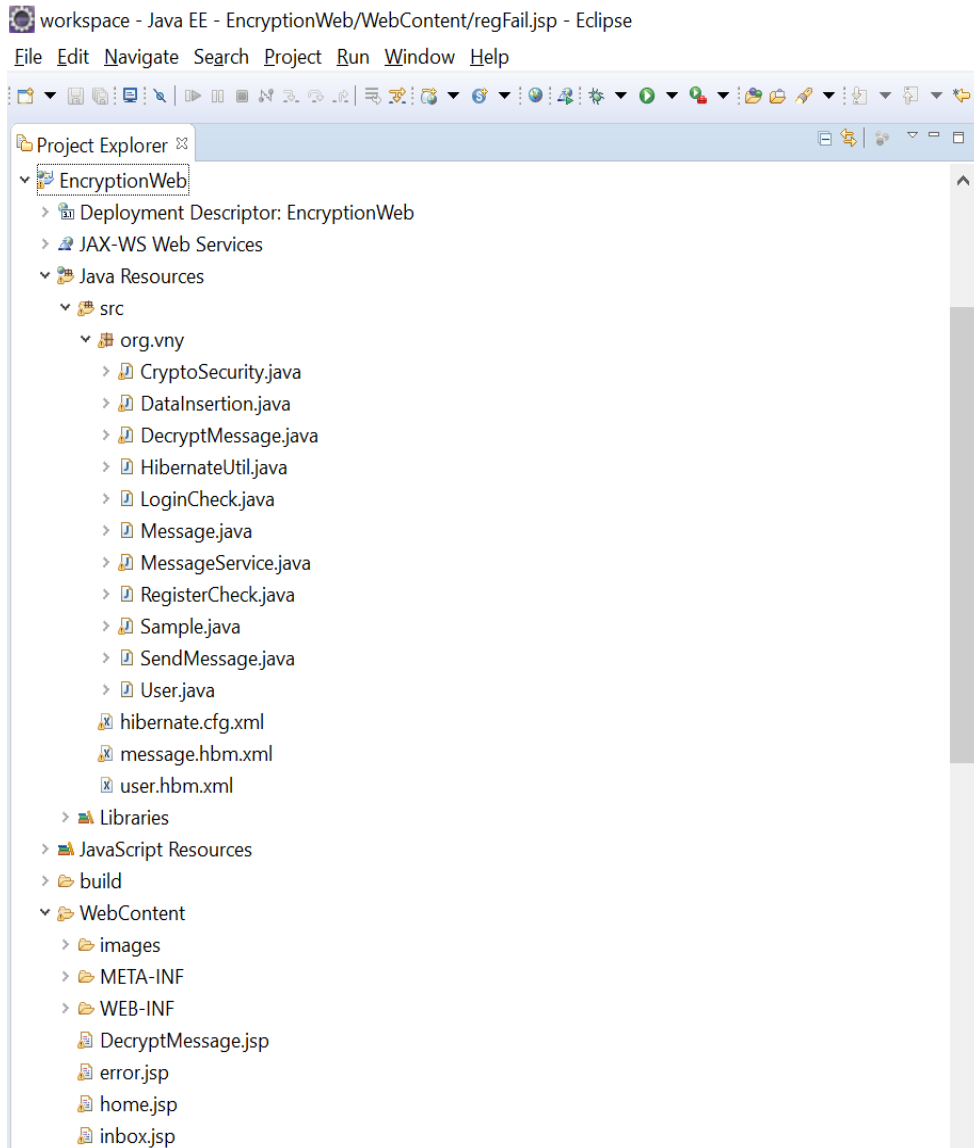 workspace - Java EE - EncryptionWeb/WebContent/regFail.jsp - Eclipse
File Edit Navigate Search Project Run Window Help
Project Explorer
EncryptionWeb
Deployment Descriptor: EncryptionWeb
JAX-WS Web Services
Java Resources
src
org.vny
CryptoSecurity.java
DataInsertion.java
DecryptMessage.java
HibernateUtil.java
LoginCheck.java
Message.java
MessageService.java
RegisterCheck.java
Sample.java
SendMessage.java
User.java
hibernate.cfg.xml
message.hbm.xml
user.hbm.xml
Libraries
JavaScript Resources
build
WebContent
images
META-INF
WEB-INF
DecryptMessage.jsp
error.jsp
home.jsp
inbox.jsp